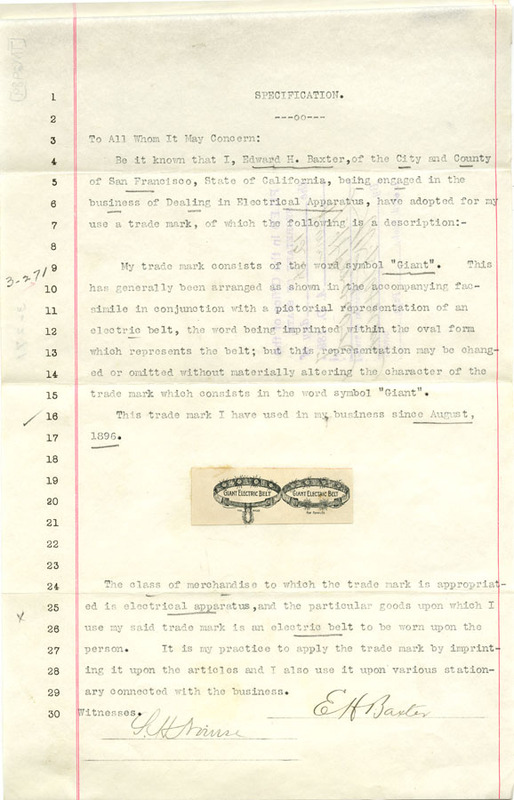 1 SPECIFICATION.
2 ---oo---
3 To All Whom It May Concern:
4 Be it known that I, Edward H. Baxter,of the City and County
5 of San Francisco, State of California, being engaged in the
6 business of Dealing in Electrical Apparatus, have adopted for my
7 use a trade mark, of which the following is a description:-
8
3-271
9 My trade mark consists of the word symbol "Giant". This
10 has generally been arranged as shown in the accompanying fac-
11 simile in conjunction with a pictorial representation of an
12 electric belt, the word being imprinted within the oval form
13 which represents the belt; but this representation may be chang-
14 ed or omitted without materially altering the character of the
15 trade mark which consists in the word symbol "Giant".
16 This trade mark I have used in my business since August,
17 1896.
18
19
GIANT ELECTRIC BELT GIANT ELECTRIC BELT
20
21
22
23
24 The class of merchandise to which the trade mark is appropriat-
25 ed is electrical apparatus,and the particular goods upon which I
26 use my said trade mark is an electric belt to be worn upon the
27 person. It is my practice to apply the trade mark by imprint-
28 ing it upon the articles and I also use it upon various station-
29 ary connected with the business.
30 Witnesses. E H Baxter